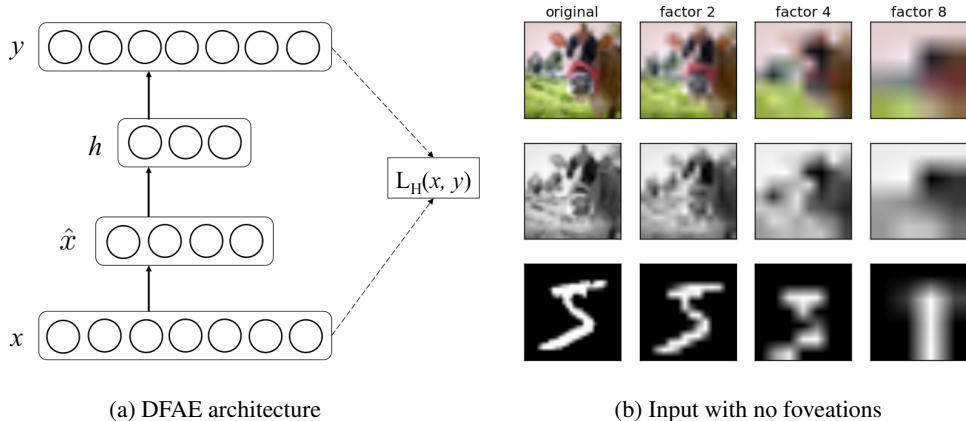 y
h
x̂
x
L_H(x, y)
(a) DFAE architecture
original factor 2 factor 4 factor 8
(b) Input with no foveations